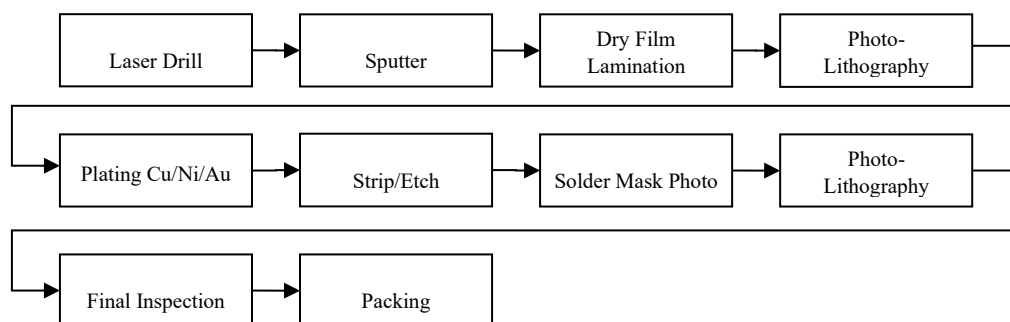 Laser Drill
Sputter
Dry Film
Lamination
Photo-
Lithography
Plating Cu/Ni/Au
Strip/Etch
Solder Mask Photo
Photo-
Lithography
Final Inspection
Packing